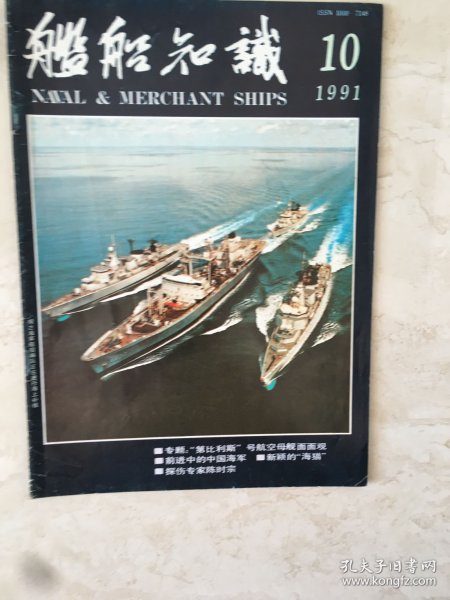 ISSN 1000 7148
舰船知識
10
NAVAL & MERCHANT SHIPS
1991
■专题:“第比利斯”号航空母舰面面观
■前进中的中国海军 ■新颖的“海猫”
■探伤专家陈时宗
孔夫子旧书网
www.kongfz.com